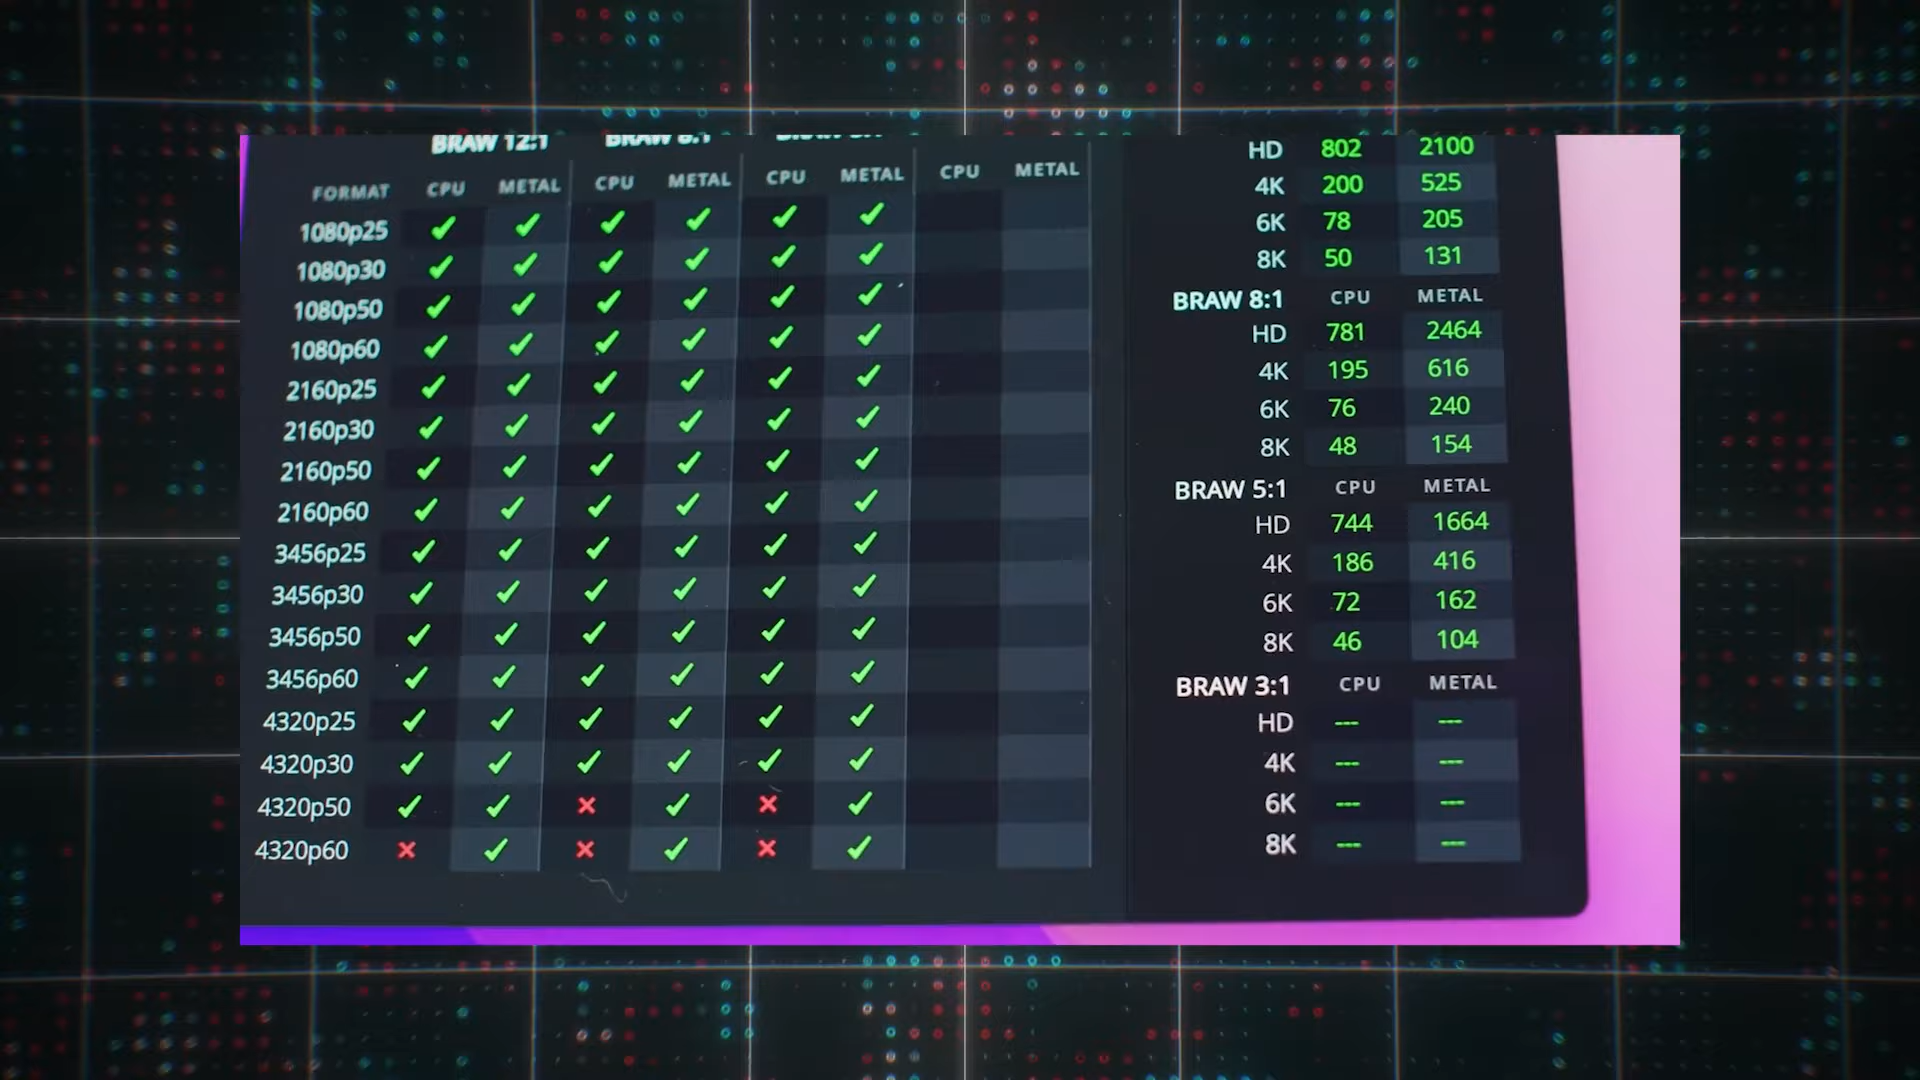 BRAW 12:1 BRAW 8:1
FORMAT CPU METAL CPU METAL CPU METAL CPU METAL
1080p25 ✓ ✓ ✓ ✓ ✓ ✓
1080p30 ✓ ✓ ✓ ✓ ✓ ✓
1080p50 ✓ ✓ ✓ ✓ ✓ ✓
1080p60 ✓ ✓ ✓ ✓ ✓ ✓
2160p25 ✓ ✓ ✓ ✓ ✓ ✓
2160p30 ✓ ✓ ✓ ✓ ✓ ✓
2160p50 ✓ ✓ ✓ ✓ ✓ ✓
2160p60 ✓ ✓ ✓ ✓ ✓ ✓
3456p25 ✓ ✓ ✓ ✓ ✓ ✓
3456p30 ✓ ✓ ✓ ✓ ✓ ✓
3456p50 ✓ ✓ ✓ ✓ ✓ ✓
3456p60 ✓ ✓ ✓ ✓ ✓ ✓
4320p25 ✓ ✓ ✓ ✓ ✓ ✓
4320p30 ✓ ✓ ✓ ✓ ✓ ✓
4320p50 ✓ ✓ ✗ ✓ ✗ ✓
4320p60 ✗ ✓ ✗ ✓ ✗ ✓
HD 802 2100
4K 200 525
6K 78 205
8K 50 131
BRAW 8:1 CPU METAL
HD 781 2464
4K 195 616
6K 76 240
8K 48 154
BRAW 5:1 CPU METAL
HD 744 1664
4K 186 416
6K 72 162
8K 46 104
BRAW 3:1 CPU METAL
HD --- ---
4K --- ---
6K --- ---
8K --- ---